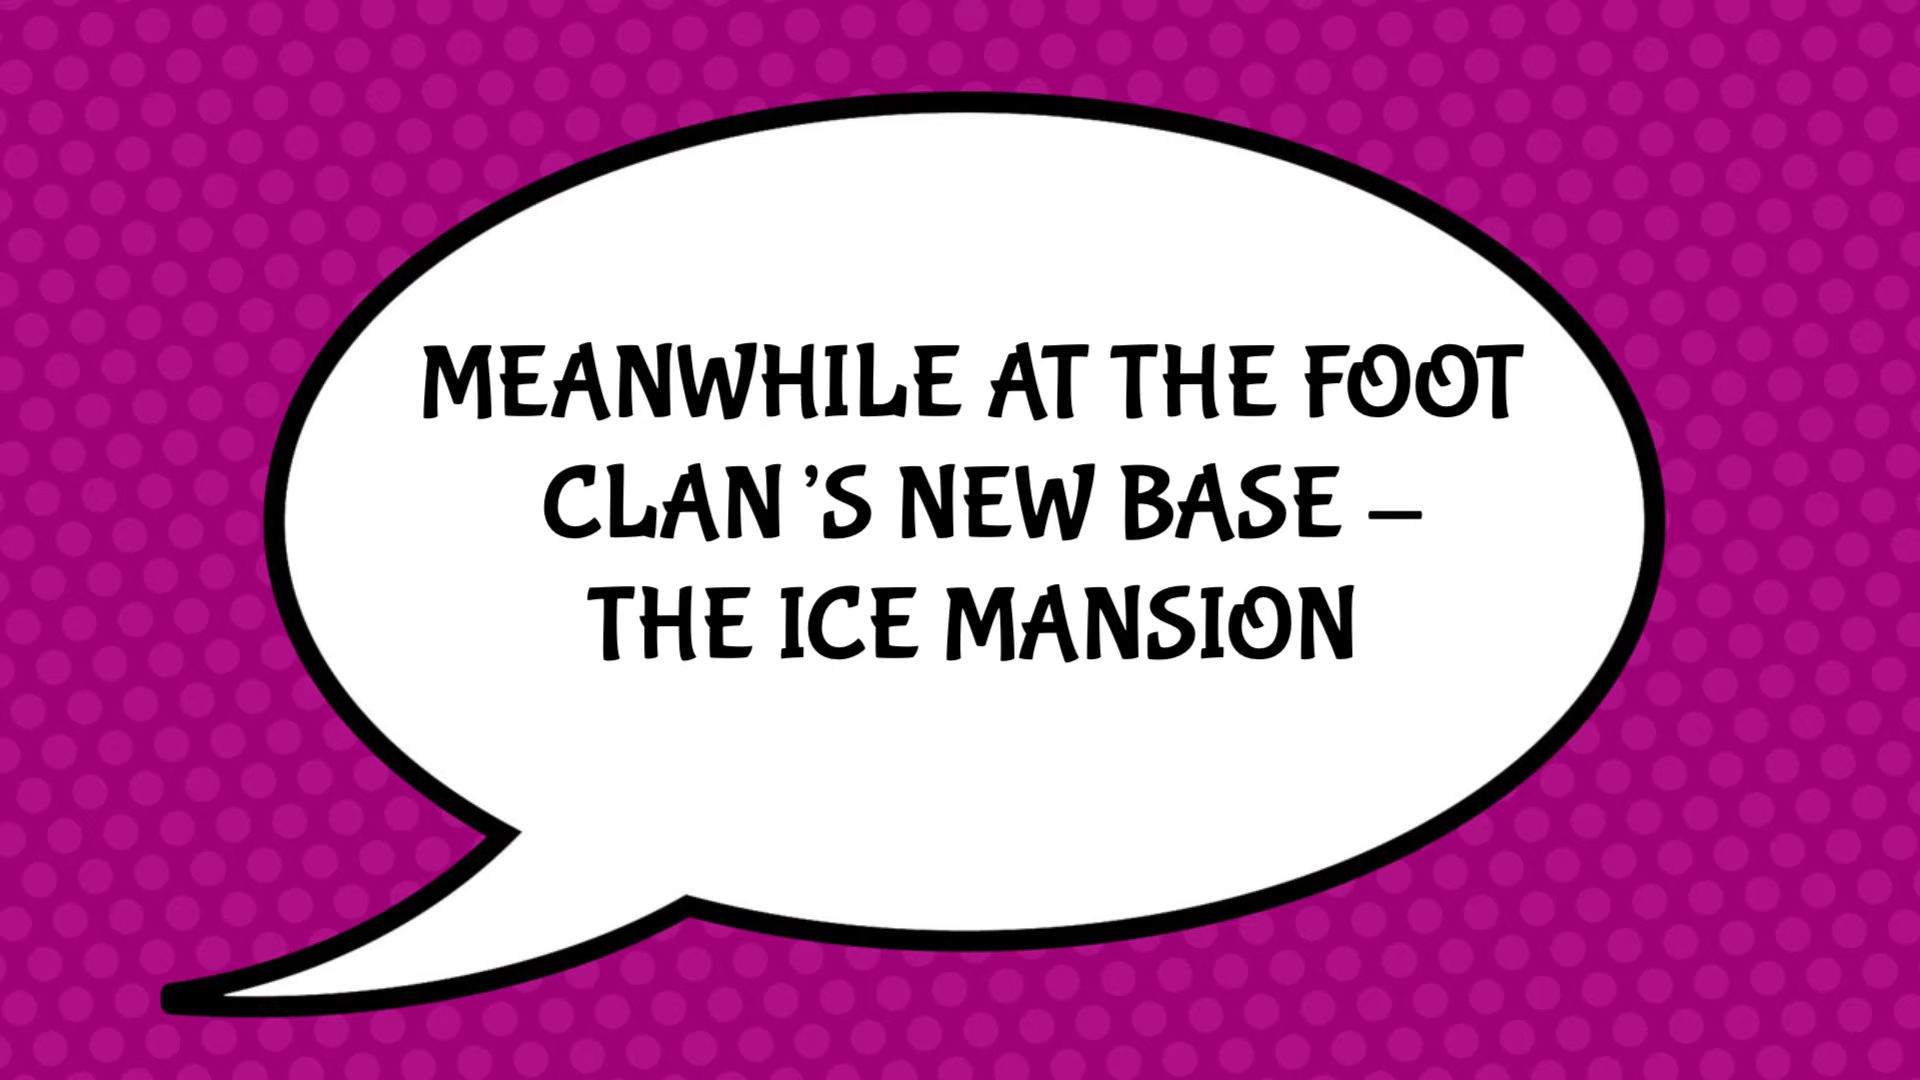 MEANWHILE AT THE FOOT
CLAN ’S NEW BASE –
THE ICE MANSION